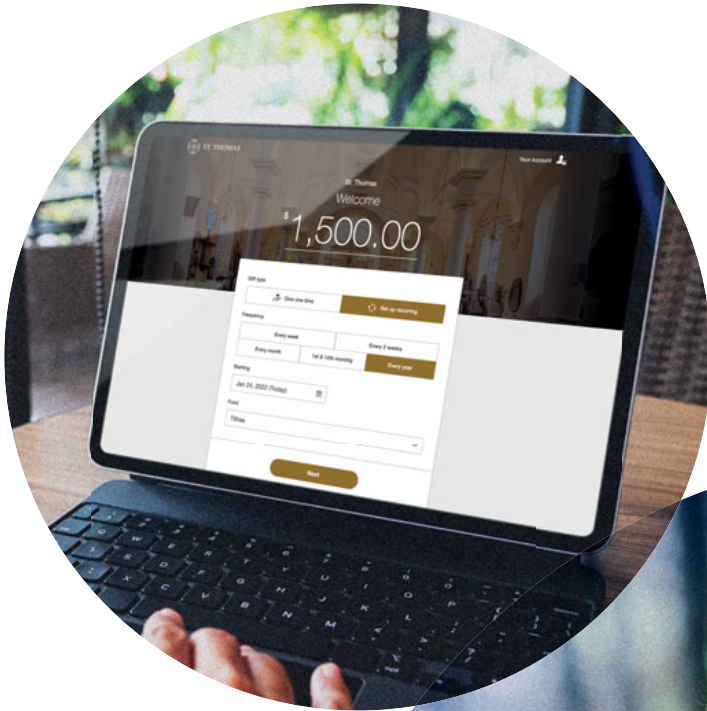 ST. THOMAS
Your Account
St. Thomas
Welcome
$1,500.00
Gift type
Give one time
Set up recurring
Frequency
Every week
Every 2 weeks
Every month
1st & 15th monthly
Every year
Starting
Jan 24, 2022 (Today)
Fund
Tithes
Next